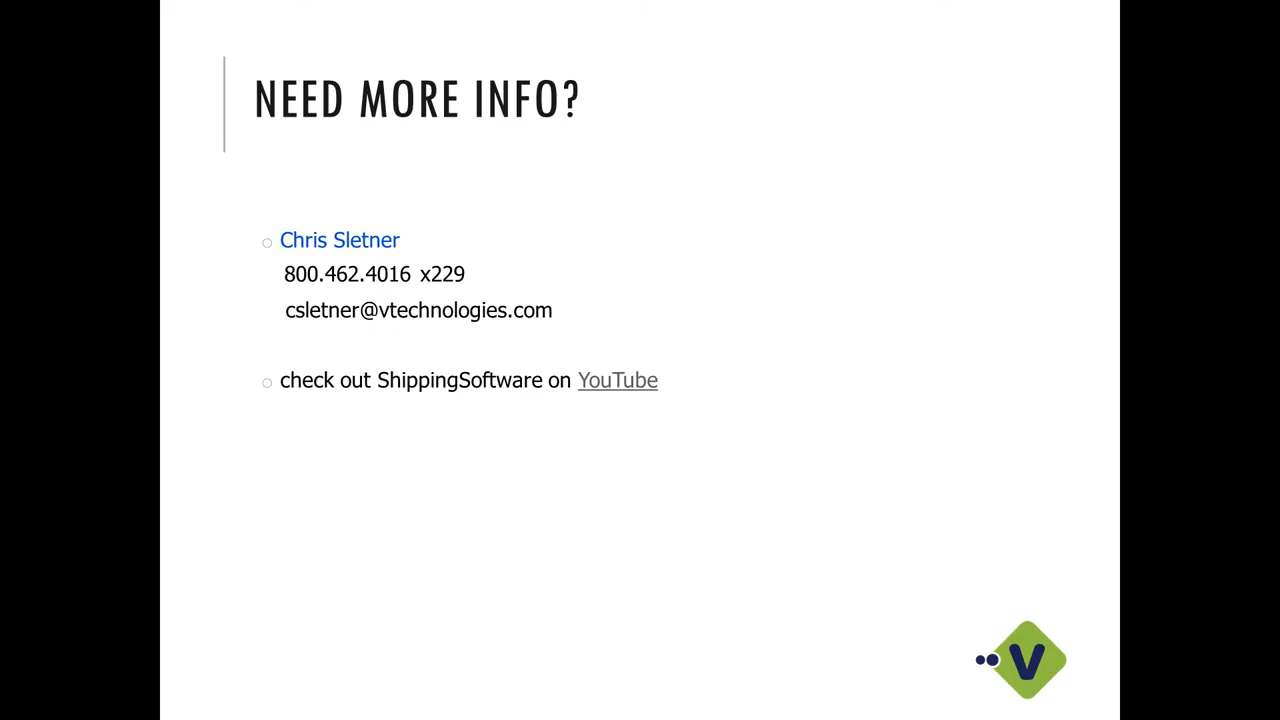 NEED MORE INFO?
Chris Sletner
800.462.4016 x229
csletner@vtechnologies.com
check out ShippingSoftware on YouTube
V